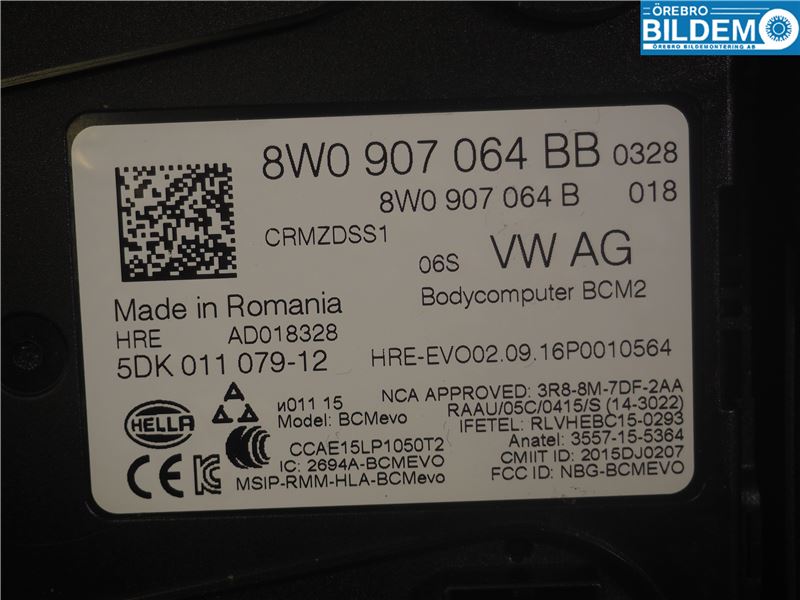 ÖREBRO
BILDEMO
ÖREBRO BILDEMONTERING AB
8W0 907 064 BB 0328
8W0 907 064 B 018
CRMZDSS1
06S VW AG
Bodycomputer BCM2
Made in Romania
HRE AD018328
5DK 011 079-12
HRE-EVO02.09.16P0010564
HELLA
и011 15
Model: BCMevo
CCAE15LP1050T2
IC: 2694A-BCMEVO
MSIP-RMM-HLA-BCMevo
NCA APPROVED: 3R8-8M-7DF-2AA
RAAU/05C/0415/S (14-3022)
IFETEL: RLVHEBC15-0293
Anatel: 3557-15-5364
CMIIT ID: 2015DJ0207
FCC ID: NBG-BCMEVO
CE